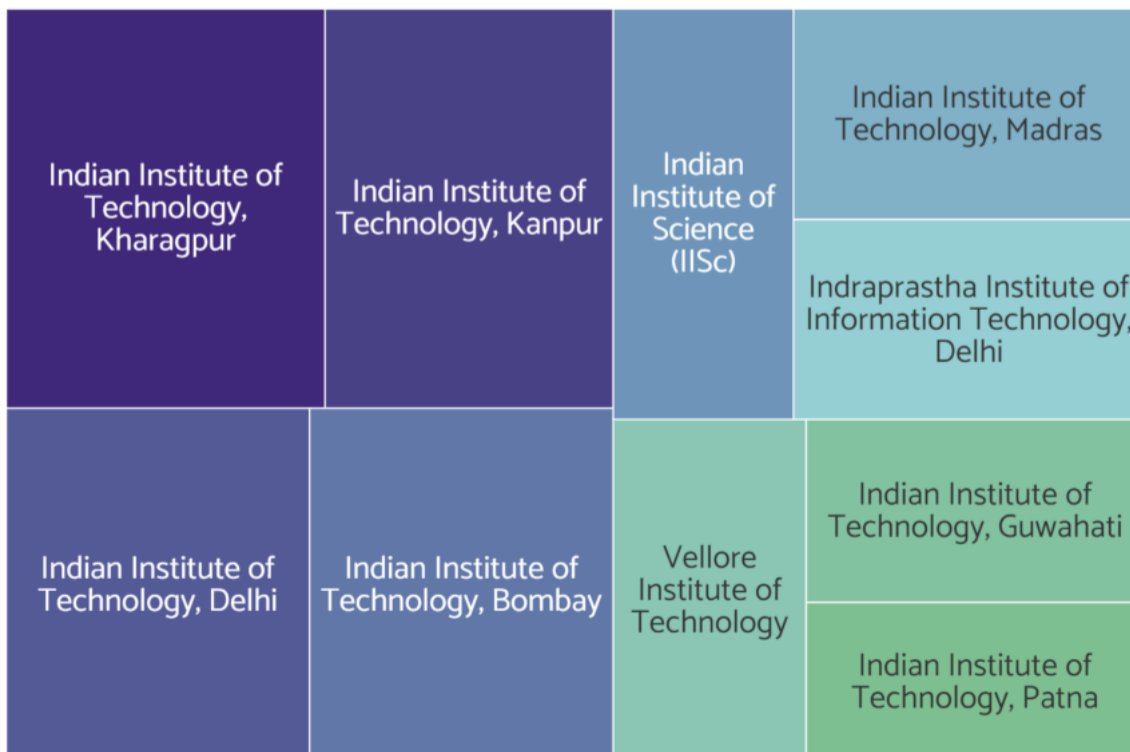 Indian Institute of
Technology,
Kharagpur
Indian Institute of
Technology, Kanpur
Indian
Institute of
Science
(IISc)
Indian Institute of
Technology, Madras
Indraprastha Institute of
Information Technology,
Delhi
Indian Institute of
Technology, Delhi
Indian Institute of
Technology, Bombay
Vellore
Institute of
Technology
Indian Institute of
Technology, Guwahati
Indian Institute of
Technology, Patna